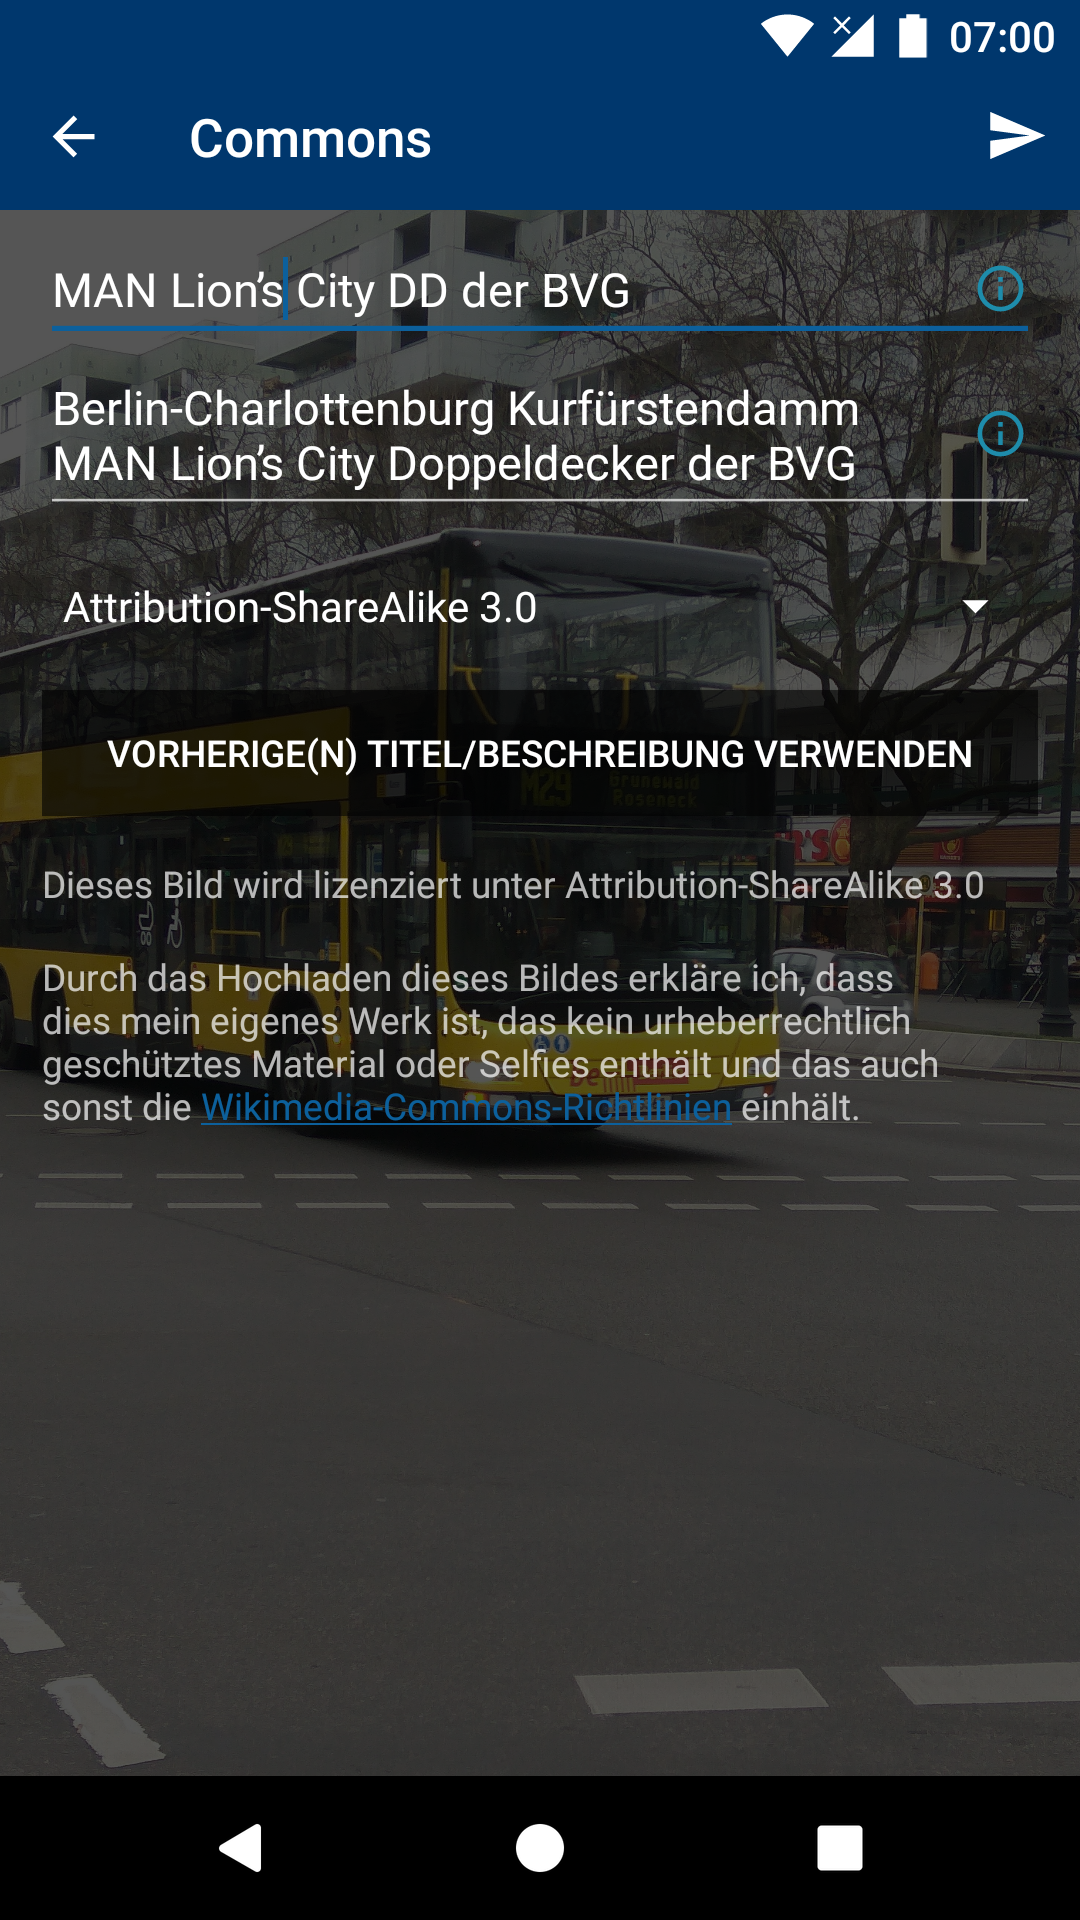 07:00
Commons
MAN Lion’s City DD der BVG
Berlin-Charlottenburg Kurfürstendamm
MAN Lion’s City Doppeldecker der BVG
Attribution-ShareAlike 3.0
VORHERIGE(N) TITEL/BESCHREIBUNG VERWENDEN
M29
Grunewald
Roseneck
Dieses Bild wird lizenziert unter Attribution-ShareAlike 3.0
Durch das Hochladen dieses Bildes erkläre ich, dass
dies mein eigenes Werk ist, das kein urheberrechtlich
geschütztes Material oder Selfies enthält und das auch
sonst die Wikimedia-Commons-Richtlinien einhält.